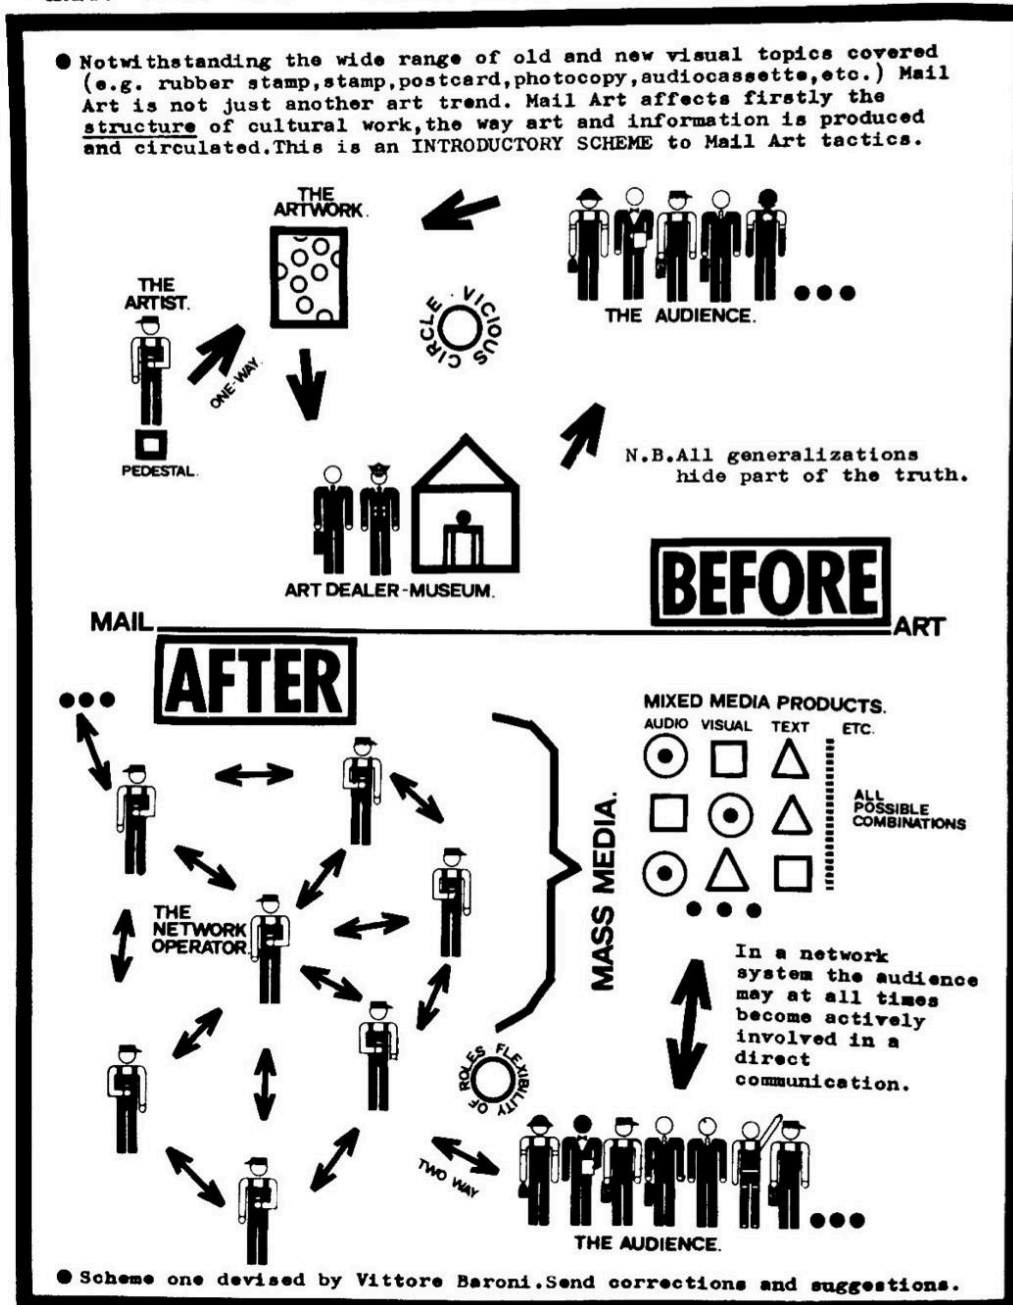 ● Notwithstanding the wide range of old and new visual topics covered
(e.g. rubber stamp,stamp,postcard,photocopy,audiocassette,etc.) Mail
Art is not just another art trend. Mail Art affects firstly the
structure of cultural work,the way art and information is produced
and circulated.This is an INTRODUCTORY SCHEME to Mail Art tactics.
THE
ARTWORK.
THE
ARTIST.
ONE-WAY.
PEDESTAL.
VICIOUS CIRCLE
THE AUDIENCE.
N.B.All generalizations
hide part of the truth.
ART DEALER-MUSEUM.
BEFORE
MAIL ART
AFTER
THE
NETWORK
OPERATOR.
MASS MEDIA.
MIXED MEDIA PRODUCTS.
AUDIO VISUAL TEXT ETC.
ALL
POSSIBLE
COMBINATIONS
In a network
system the audience
may at all times
become actively
involved in a
direct
communication.
FLEXIBILITY OF ROLES
TWO WAY
THE AUDIENCE.
● Scheme one devised by Vittore Baroni.Send corrections and suggestions.